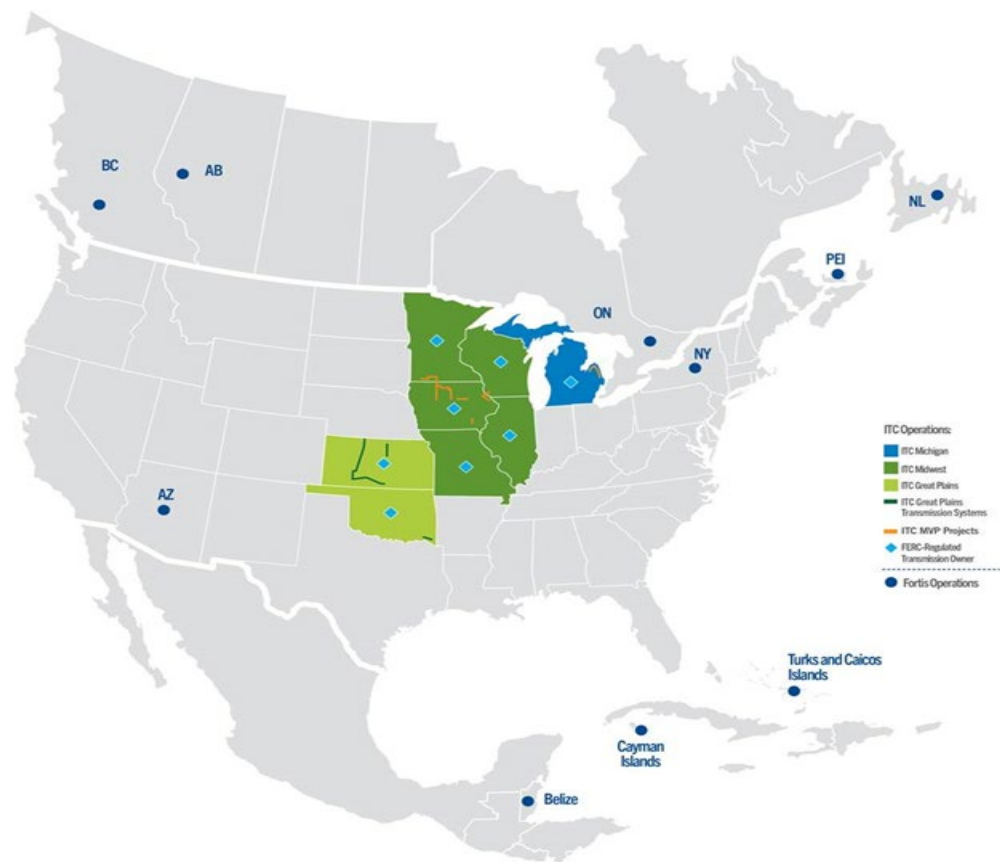 BC
AB
NL
PEI
ON
NY
AZ
ITC Operations:
ITC Michigan
ITC Midwest
ITC Great Plains
ITC Great Plains
Transmission Systems
ITC MVP Projects
FERC-Regulated
Transmission Owner
Fortis Operations
Turks and Caicos
Islands
Cayman
Islands
Belize